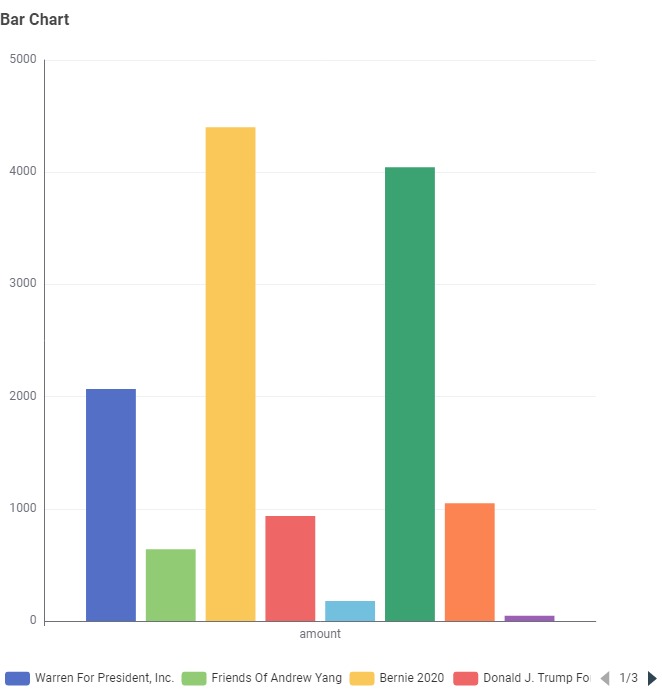 Bar Chart
5000
4000
3000
2000
1000
0
amount
Warren For President, Inc. Friends Of Andrew Yang Bernie 2020 Donald J. Trump Fo 1/3